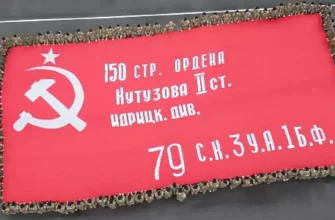 150 СТР. ОРДЕНА
КУТУЗОВА II СТ.
ИДРИЦК. ДИВ.
79 С.К. 3 У.А. 1 Б.Ф.